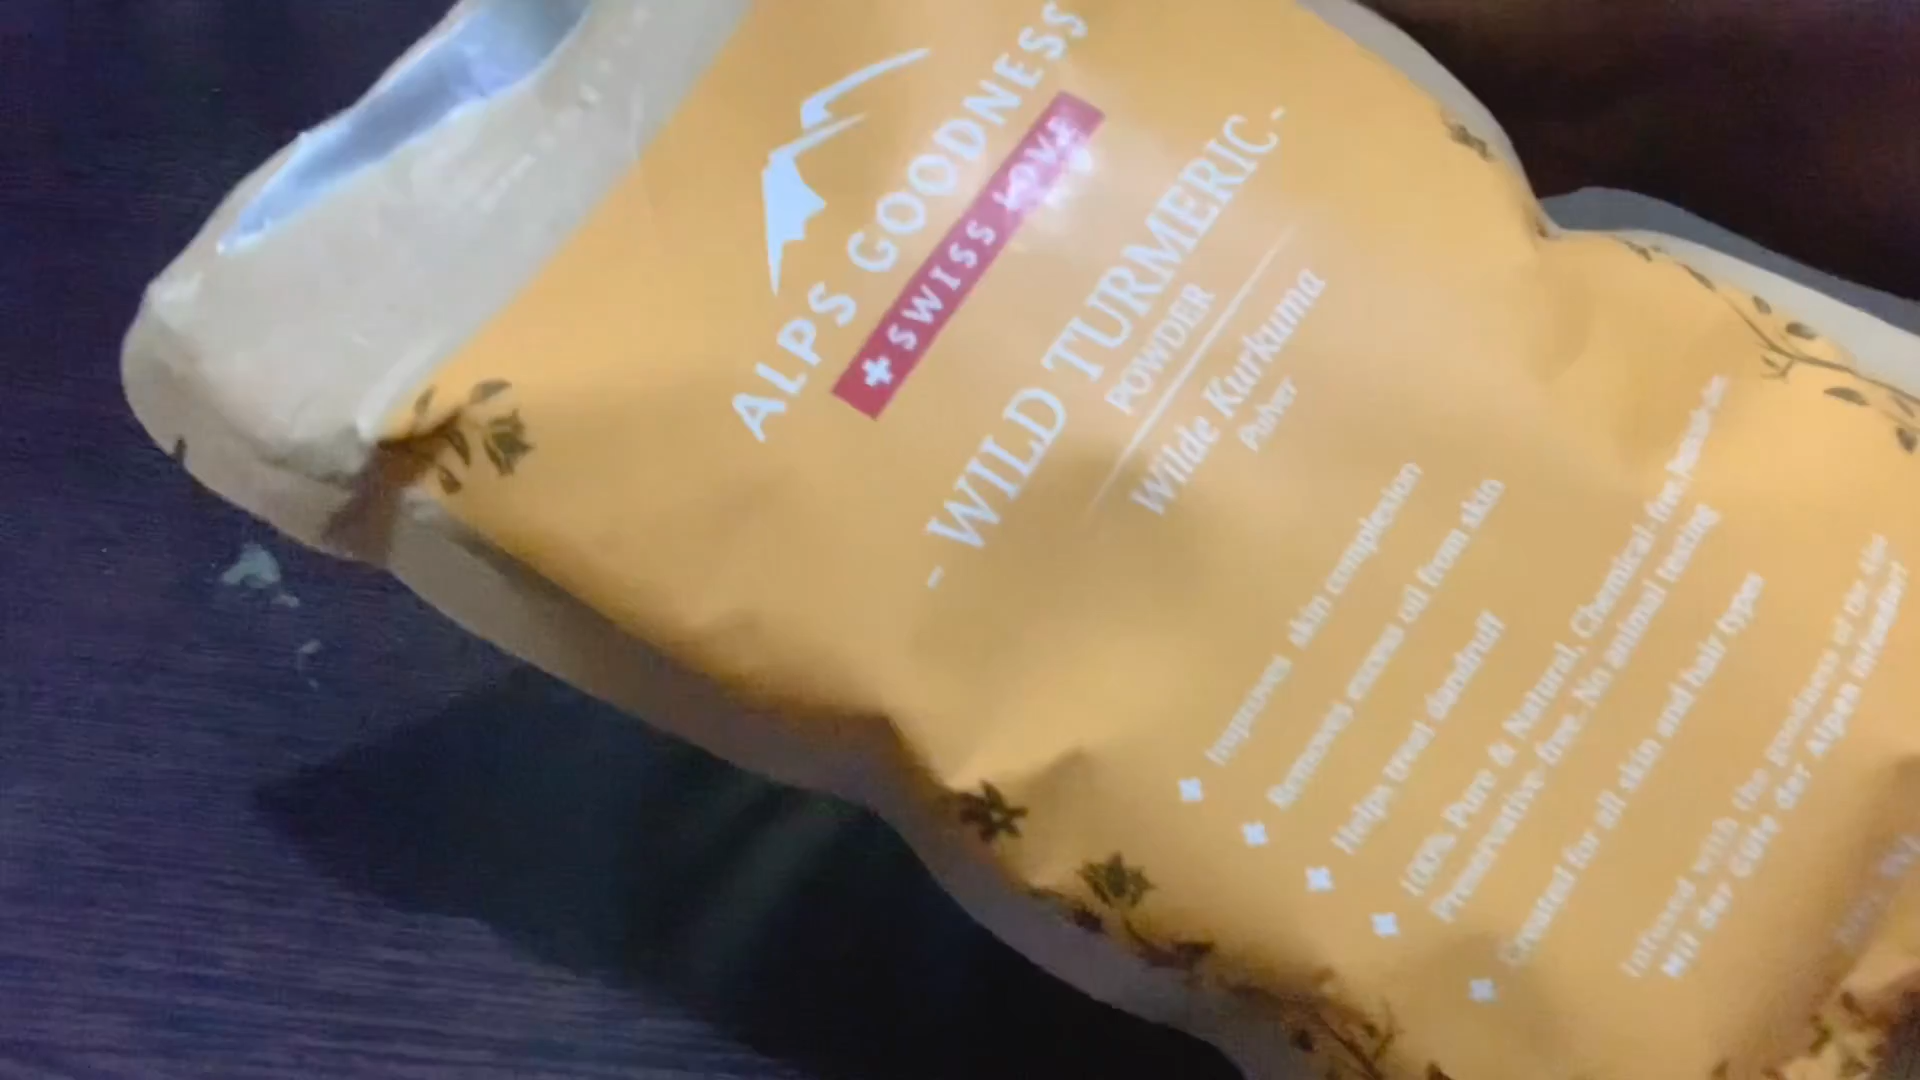 ALPS GOODNESS
SWISS LOVE
- WILD TURMERIC -
POWDER
Wilde Kurkuma
Pulver
Improves skin complexion
Removes excess oil from skin
Helps treat dandruff
100% Pure & Natural, Chemical-free,
Preservative-free. No animal testing
Created for all skin and hair types
Infused with the goodness of the Alps
Mit der Güte der Alpen infundiert